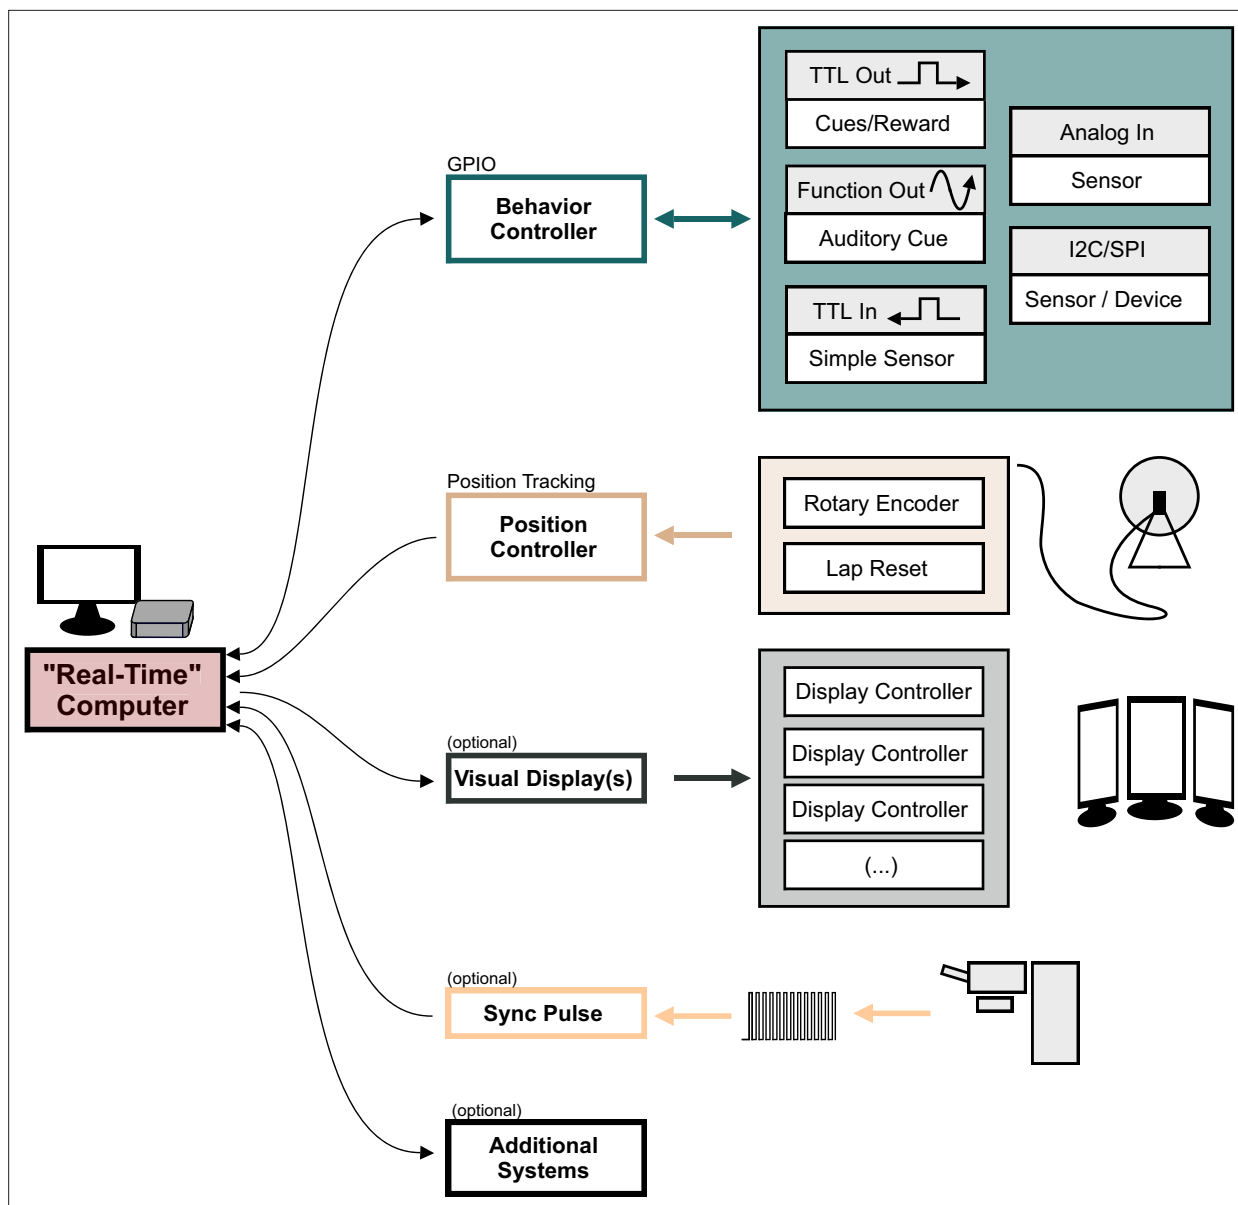 TTL Out
Cues/Reward
Analog In
Sensor
GPIO
Behavior
Controller
Function Out
Auditory Cue
I2C/SPI
Sensor / Device
TTL In
Simple Sensor
Position Tracking
Position
Controller
Rotary Encoder
Lap Reset
"Real-Time"
Computer
(optional)
Visual Display(s)
Display Controller
Display Controller
Display Controller
(...)
(optional)
Sync Pulse
(optional)
Additional
Systems